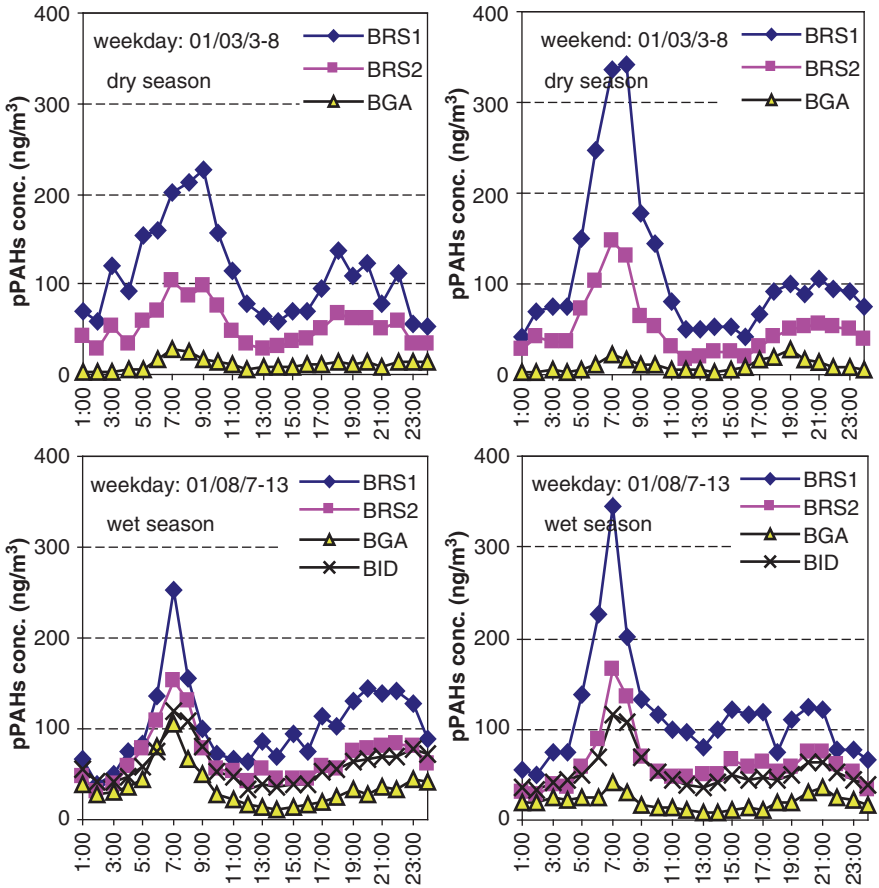 400
300
200
100
0
pPAHs conc. (ng/m³)
weekday: 01/03/3-8
dry season
BRS1
BRS2
BGA
1:00
3:00
5:00
7:00
9:00
11:00
13:00
15:00
17:00
19:00
21:00
23:00
400
300
200
100
0
pPAHs conc. (ng/m³)
weekend: 01/03/3-8
dry season
BRS1
BRS2
BGA
1:00
3:00
5:00
7:00
9:00
11:00
13:00
15:00
17:00
19:00
21:00
23:00
400
300
200
100
0
pPAHs conc. (ng/m³)
weekday: 01/08/7-13
wet season
BRS1
BRS2
BGA
BID
1:00
3:00
5:00
7:00
9:00
11:00
13:00
15:00
17:00
19:00
21:00
23:00
400
300
200
100
0
pPAHs conc. (ng/m³)
weekday: 01/08/7-13
wet season
BRS1
BRS2
BGA
BID
1:00
3:00
5:00
7:00
9:00
11:00
13:00
15:00
17:00
19:00
21:00
23:00